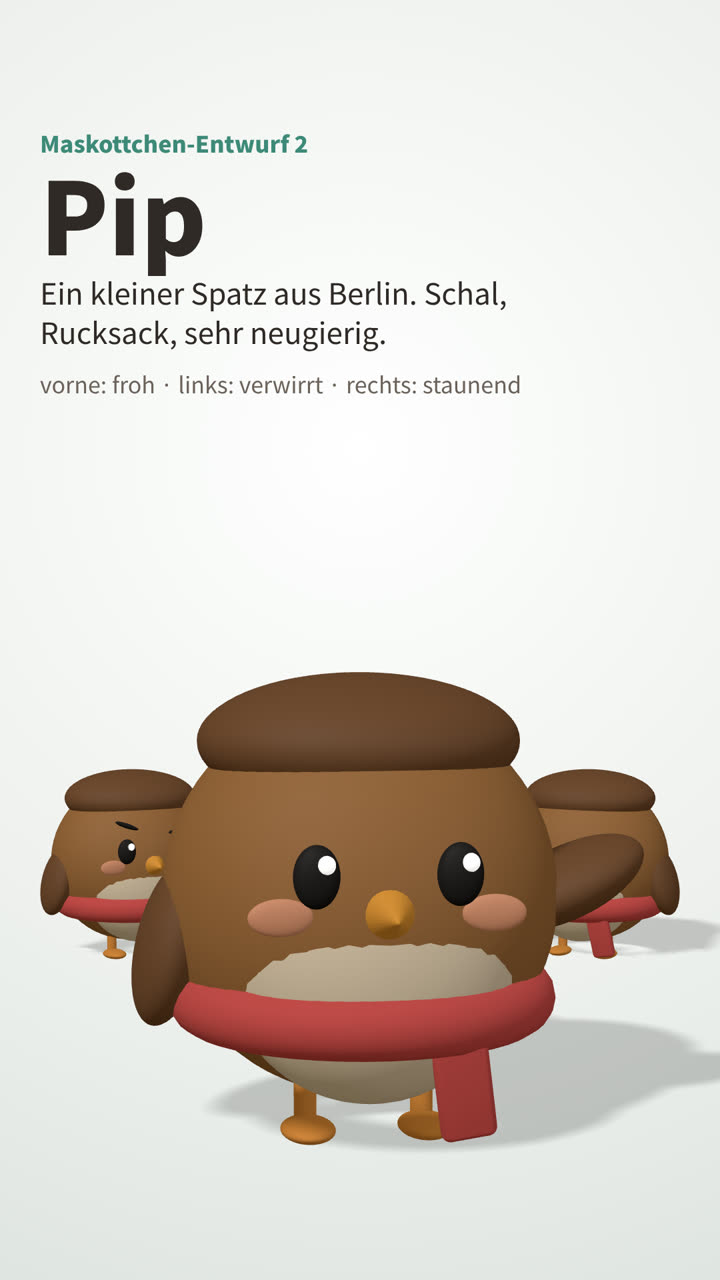 Maskottchen-Entwurf 2
Pip
Ein kleiner Spatz aus Berlin. Schal,
Rucksack, sehr neugierig.
vorne: froh · links: verwirrt · rechts: staunend